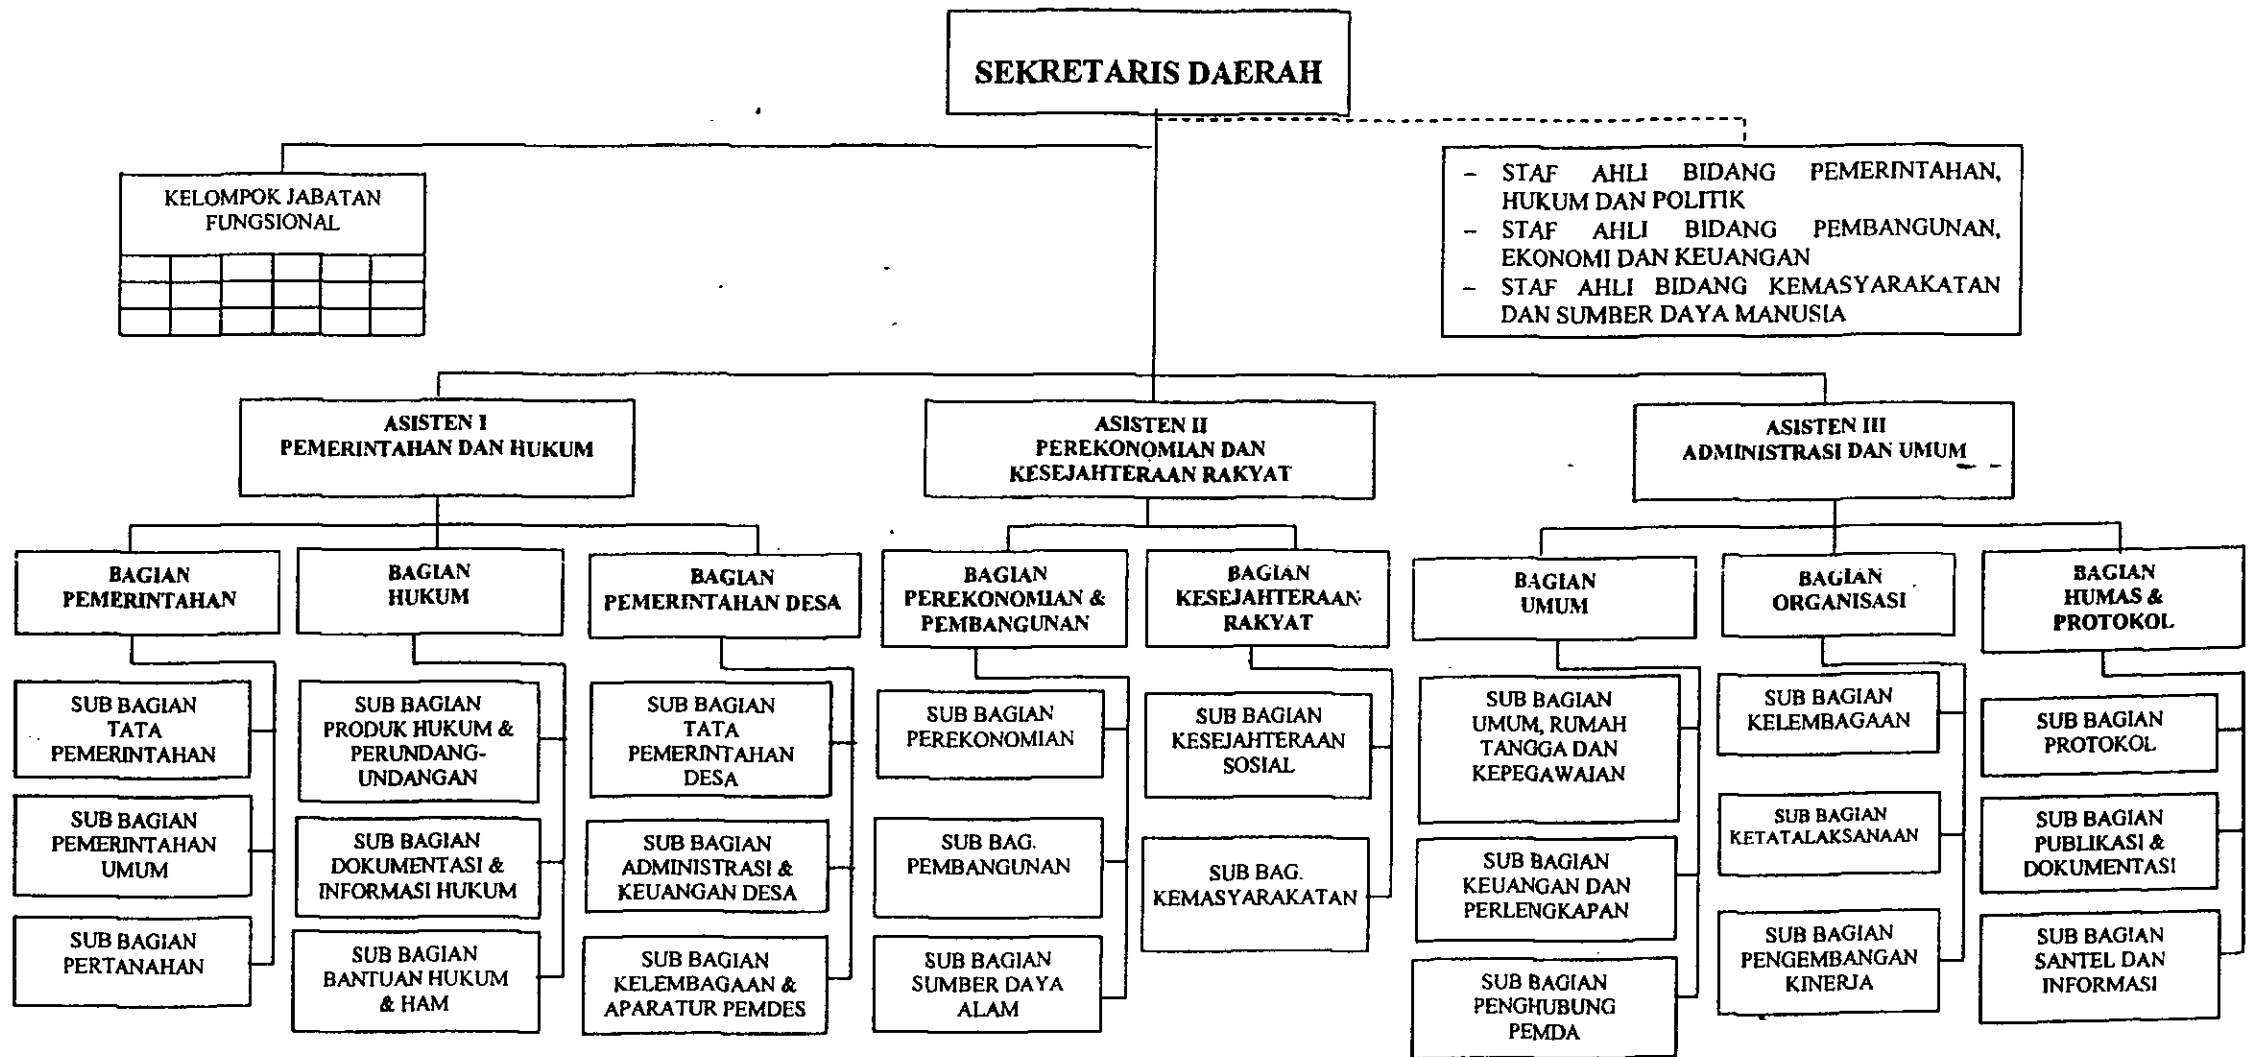 SEKRETARIS DAERAH
KELOMPOK JABATAN
FUNGSIONAL
– STAF AHLI BIDANG PEMERINTAHAN,
HUKUM DAN POLITIK
– STAF AHLI BIDANG PEMBANGUNAN,
EKONOMI DAN KEUANGAN
– STAF AHLI BIDANG KEMASYARAKATAN
DAN SUMBER DAYA MANUSIA
ASISTEN I
PEMERINTAHAN DAN HUKUM
ASISTEN II
PEREKONOMIAN DAN
KESEJAHTERAAN RAKYAT
ASISTEN III
ADMINISTRASI DAN UMUM
BAGIAN
PEMERINTAHAN
BAGIAN
HUKUM
BAGIAN
PEMERINTAHAN DESA
BAGIAN
PEREKONOMIAN &
PEMBANGUNAN
BAGIAN
KESEJAHTERAAN
RAKYAT
BAGIAN
UMUM
BAGIAN
ORGANISASI
BAGIAN
HUMAS &
PROTOKOL
SUB BAGIAN
TATA
PEMERINTAHAN
SUB BAGIAN
PEMERINTAHAN
UMUM
SUB BAGIAN
PERTANAHAN
SUB BAGIAN
PRODUK HUKUM &
PERUNDANG-
UNDANGAN
SUB BAGIAN
DOKUMENTASI &
INFORMASI HUKUM
SUB BAGIAN
BANTUAN HUKUM
& HAM
SUB BAGIAN
TATA
PEMERINTAHAN
DESA
SUB BAGIAN
ADMINISTRASI &
KEUANGAN DESA
SUB BAGIAN
KELEMBAGAAN &
APARATUR PEMDES
SUB BAGIAN
PEREKONOMIAN
SUB BAG.
PEMBANGUNAN
SUB BAGIAN
SUMBER DAYA
ALAM
SUB BAGIAN
KESEJAHTERAAN
SOSIAL
SUB BAG.
KEMASYARAKATAN
SUB BAGIAN
UMUM, RUMAH
TANGGA DAN
KEPEGAWAIAN
SUB BAGIAN
KEUANGAN DAN
PERLENGKAPAN
SUB BAGIAN
PENGHUBUNG
PEMDA
SUB BAGIAN
KELEMBAGAAN
SUB BAGIAN
KETATALAKSANAAN
SUB BAGIAN
PENGEMBANGAN
KINERJA
SUB BAGIAN
PROTOKOL
SUB BAGIAN
PUBLIKASI &
DOKUMENTASI
SUB BAGIAN
SANTEL DAN
INFORMASI